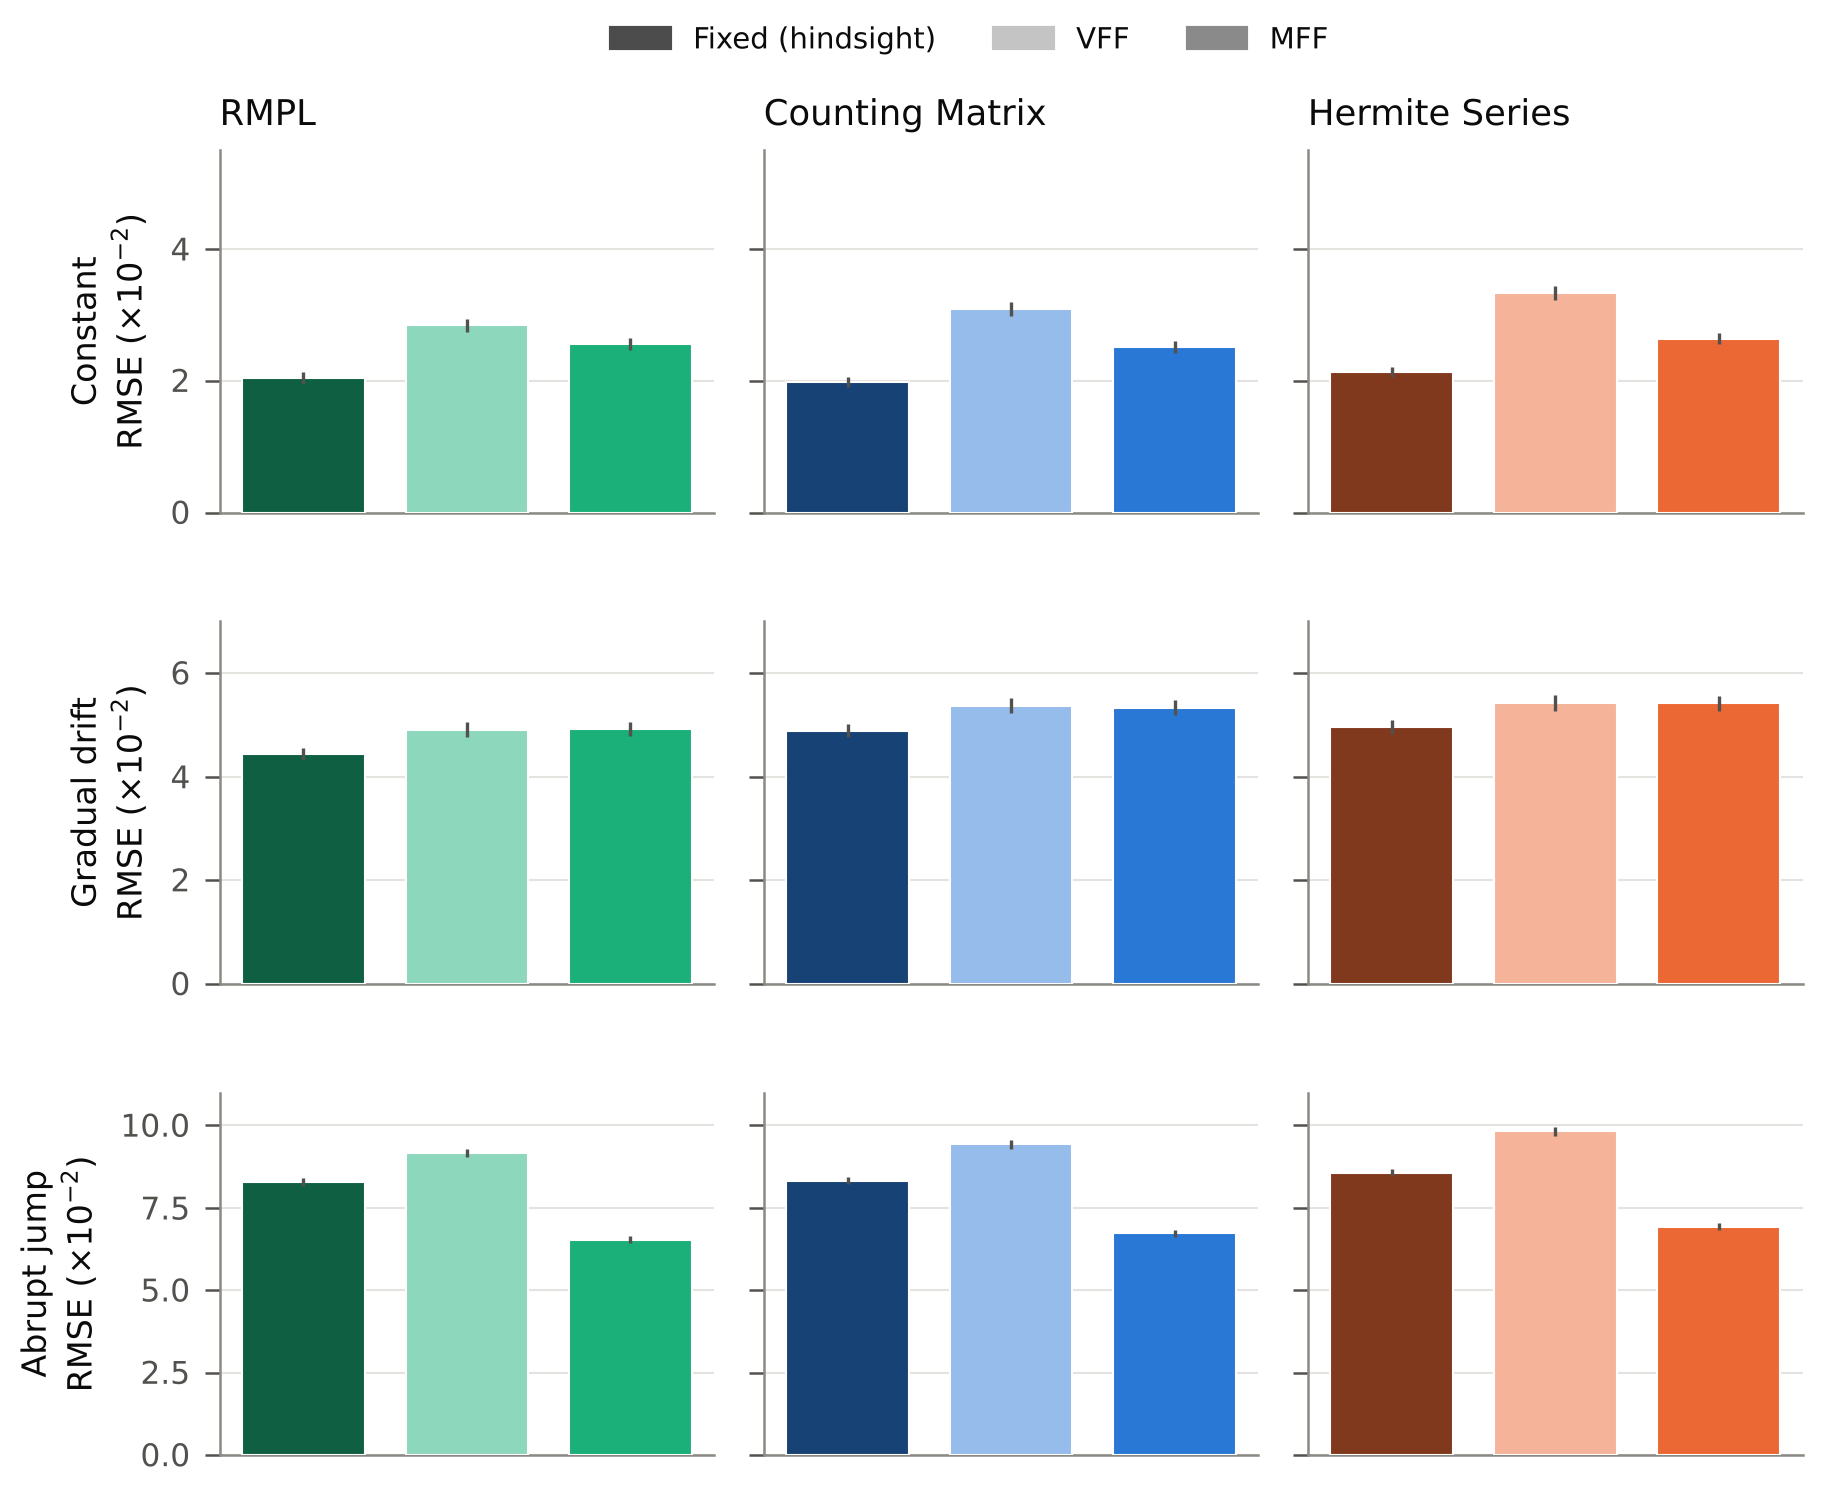 Fixed (hindsight) VFF MFF
RMPL Counting Matrix Hermite Series
Constant
RMSE (×10⁻²)
4
2
0
Gradual drift
RMSE (×10⁻²)
6
4
2
0
Abrupt jump
RMSE (×10⁻²)
10.0
7.5
5.0
2.5
0.0